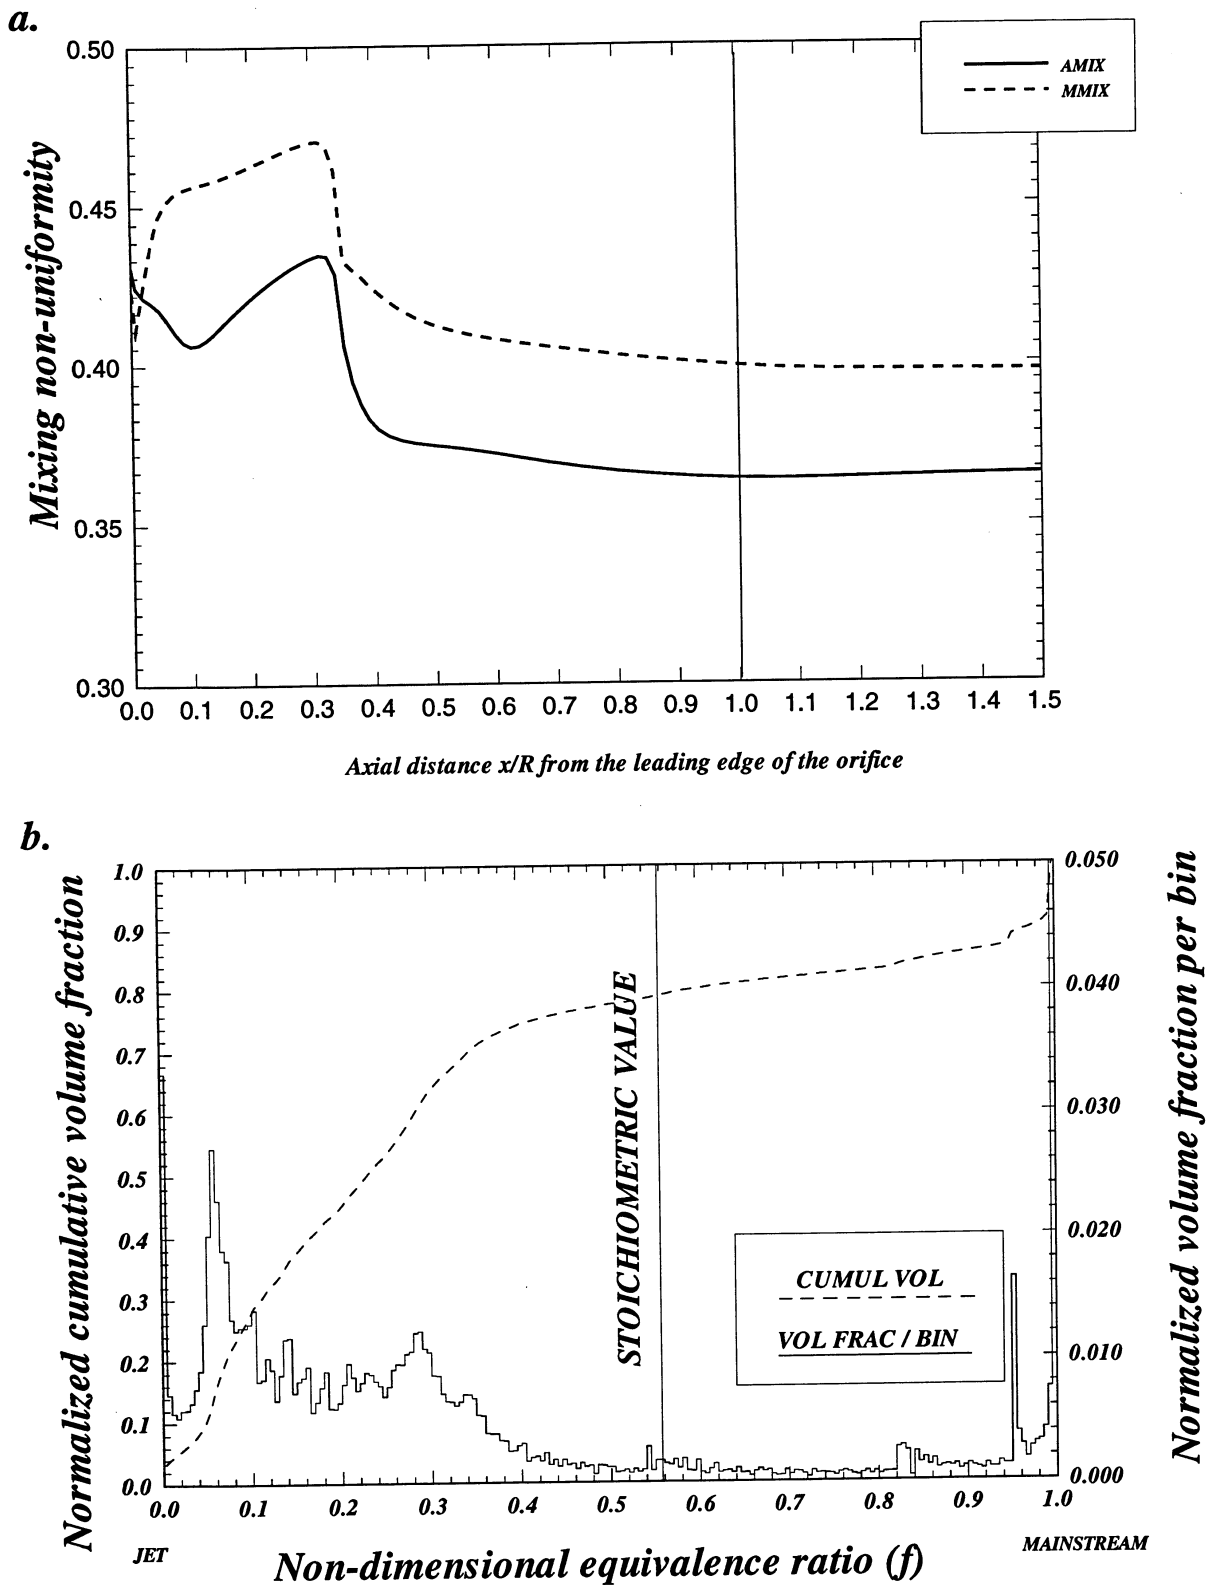 a.
0.50
0.45
0.40
0.35
0.30
Mixing non-uniformity
AMIX
MMIX
0.0 0.1 0.2 0.3 0.4 0.5 0.6 0.7 0.8 0.9 1.0 1.1 1.2 1.3 1.4 1.5
Axial distance x/R from the leading edge of the orifice
b.
1.0
0.9
0.8
0.7
0.6
0.5
0.4
0.3
0.2
0.1
0.0
Normalized cumulative volume fraction
STOICHIOMETRIC VALUE
CUMUL VOL
VOL FRAC / BIN
0.050
0.040
0.030
0.020
0.010
0.000
Normalized volume fraction per bin
0.0 0.1 0.2 0.3 0.4 0.5 0.6 0.7 0.8 0.9 1.0
JET
MAINSTREAM
Non-dimensional equivalence ratio (f)